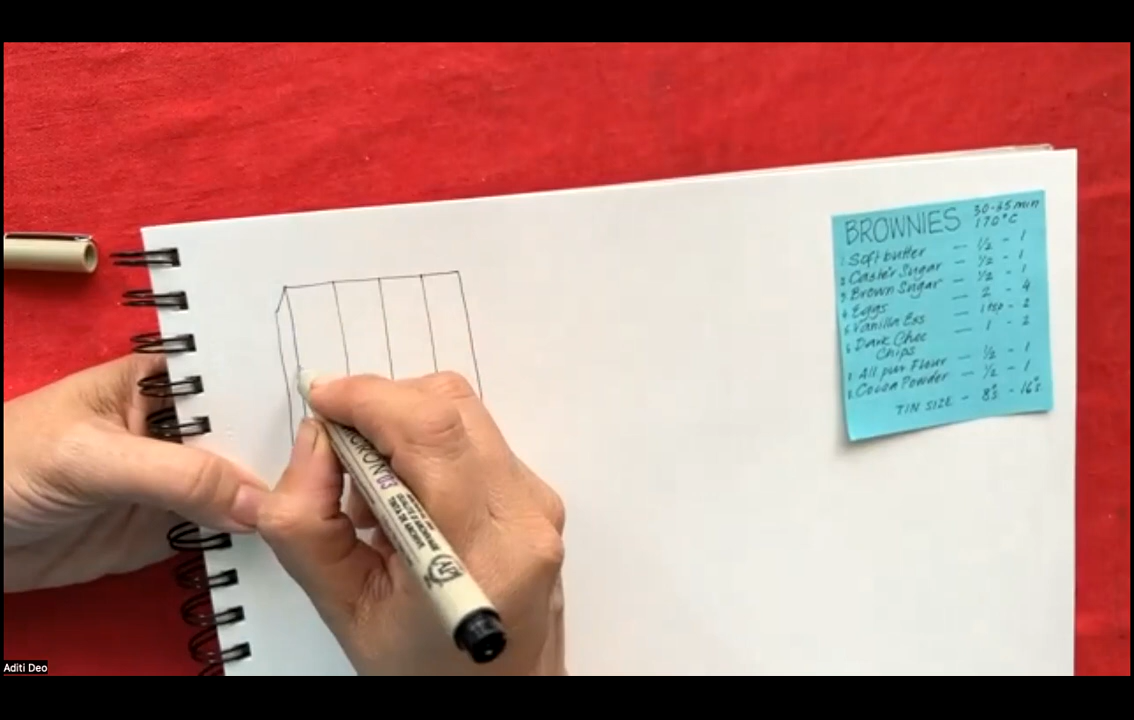 BROWNIES 30-35 min
170°C
1 Soft butter — 1/2 - 1
2 Caster Sugar — 1/2 - 1
3 Brown Sugar — 1/2 - 1
4 Eggs — 2 - 4
5 Vanilla Ess — 1 tsp - 2
6 Dark Choc — 1 - 2
Chips
7 All pur Flour — 1/2 - 1
8 Cocoa Powder — 1/2 - 1
TIN SIZE - 8"s - 16"s
MICRON 03
Aditi Deo